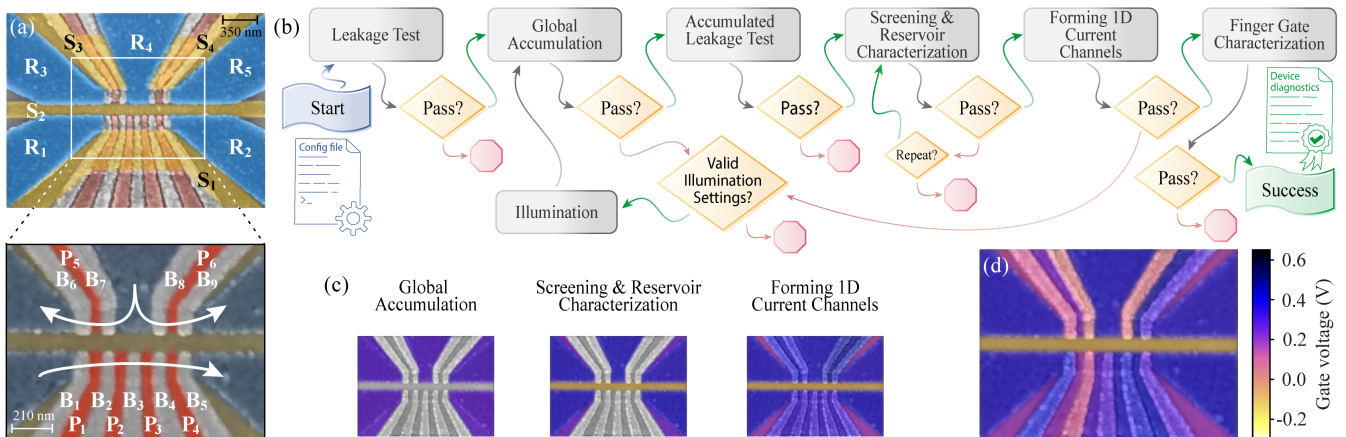 (a)
350 nm
S3
R4
S4
R3
R5
S2
R1
R2
S1
P5
P6
B6 B7
B8 B9
B1 B2 B3 B4 B5
P1 P2 P3 P4
210 nm
(b)
Leakage Test
Global
Accumulation
Accumulated
Leakage Test
Screening &
Reservoir
Characterization
Forming 1D
Current
Channels
Finger Gate
Characterization
Start
Pass?
Pass?
Pass?
Pass?
Pass?
Device
diagnostics
Config file
>_
Illumination
Valid
Illumination
Settings?
Repeat?
Pass?
Success
(c)
Global
Accumulation
Screening & Reservoir
Characterization
Forming 1D
Current Channels
(d)
0.6
0.4
0.2
0.0
-0.2
Gate voltage (V)